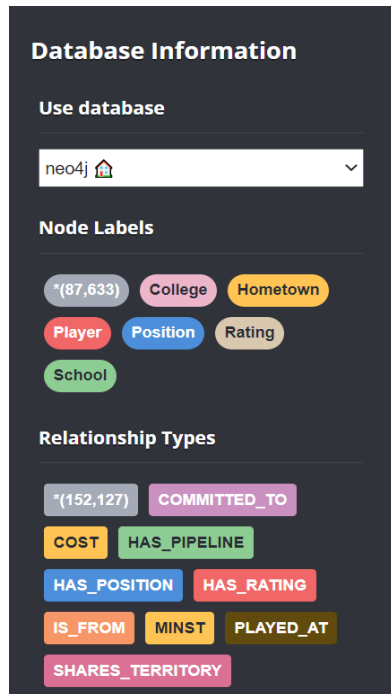 Database Information
Use database
neo4j 🏠
Node Labels
*(87,633) College Hometown
Player Position Rating
School
Relationship Types
*(152,127) COMMITTED_TO
COST HAS_PIPELINE
HAS_POSITION HAS_RATING
IS_FROM MINST PLAYED_AT
SHARES_TERRITORY